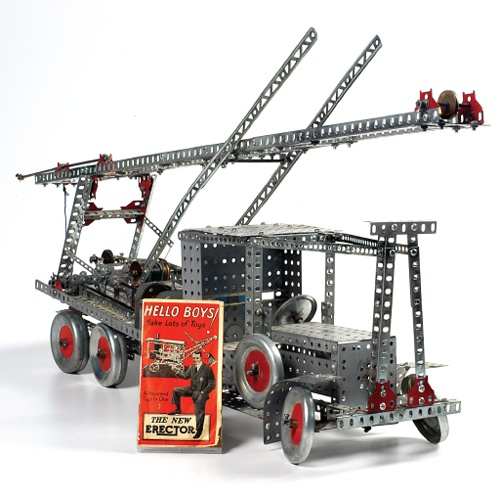 HELLO BOYS!
Make Lots of Toys
THE NEW
ERECTOR